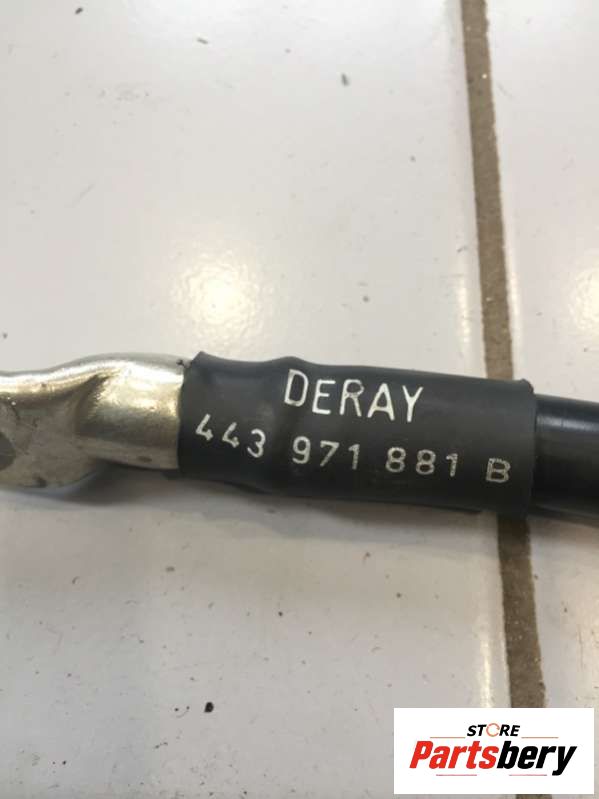 DERAY
443 971 881 B
STORE
Partsbery